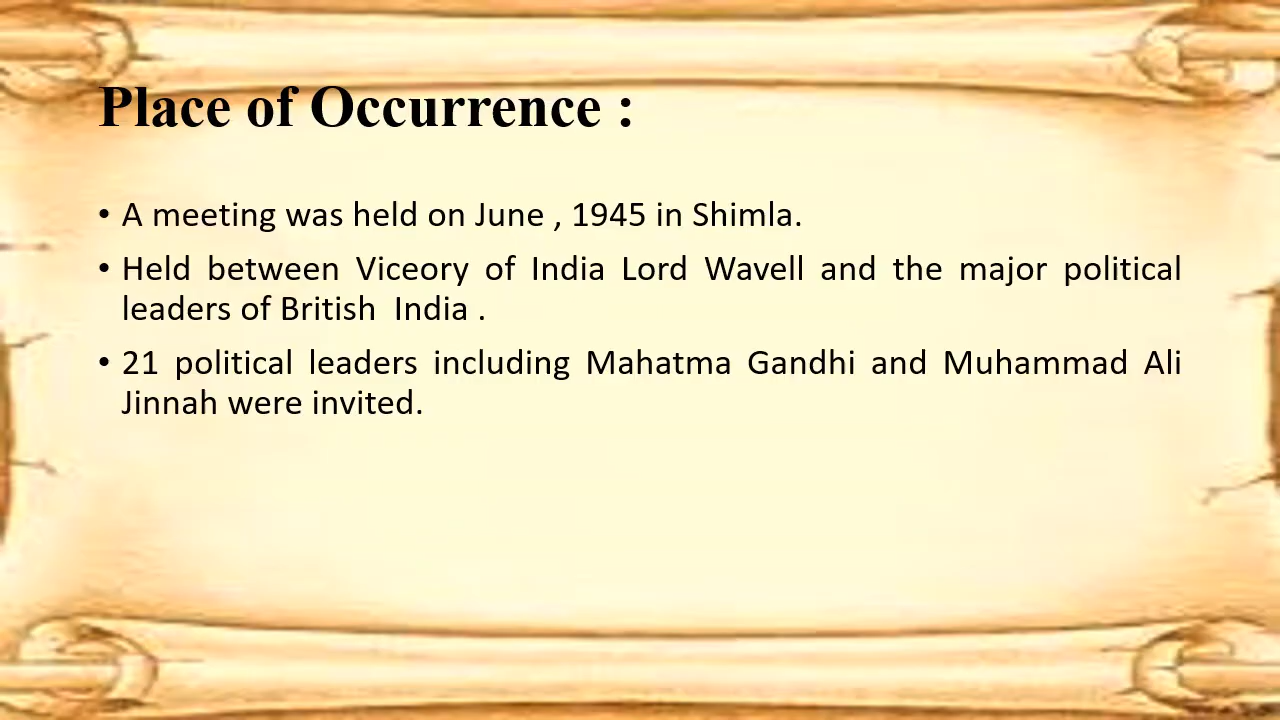 Place of Occurrence :
• A meeting was held on June , 1945 in Shimla.
• Held between Viceory of India Lord Wavell and the major political
leaders of British  India .
• 21 political leaders including Mahatma Gandhi and Muhammad Ali
Jinnah were invited.